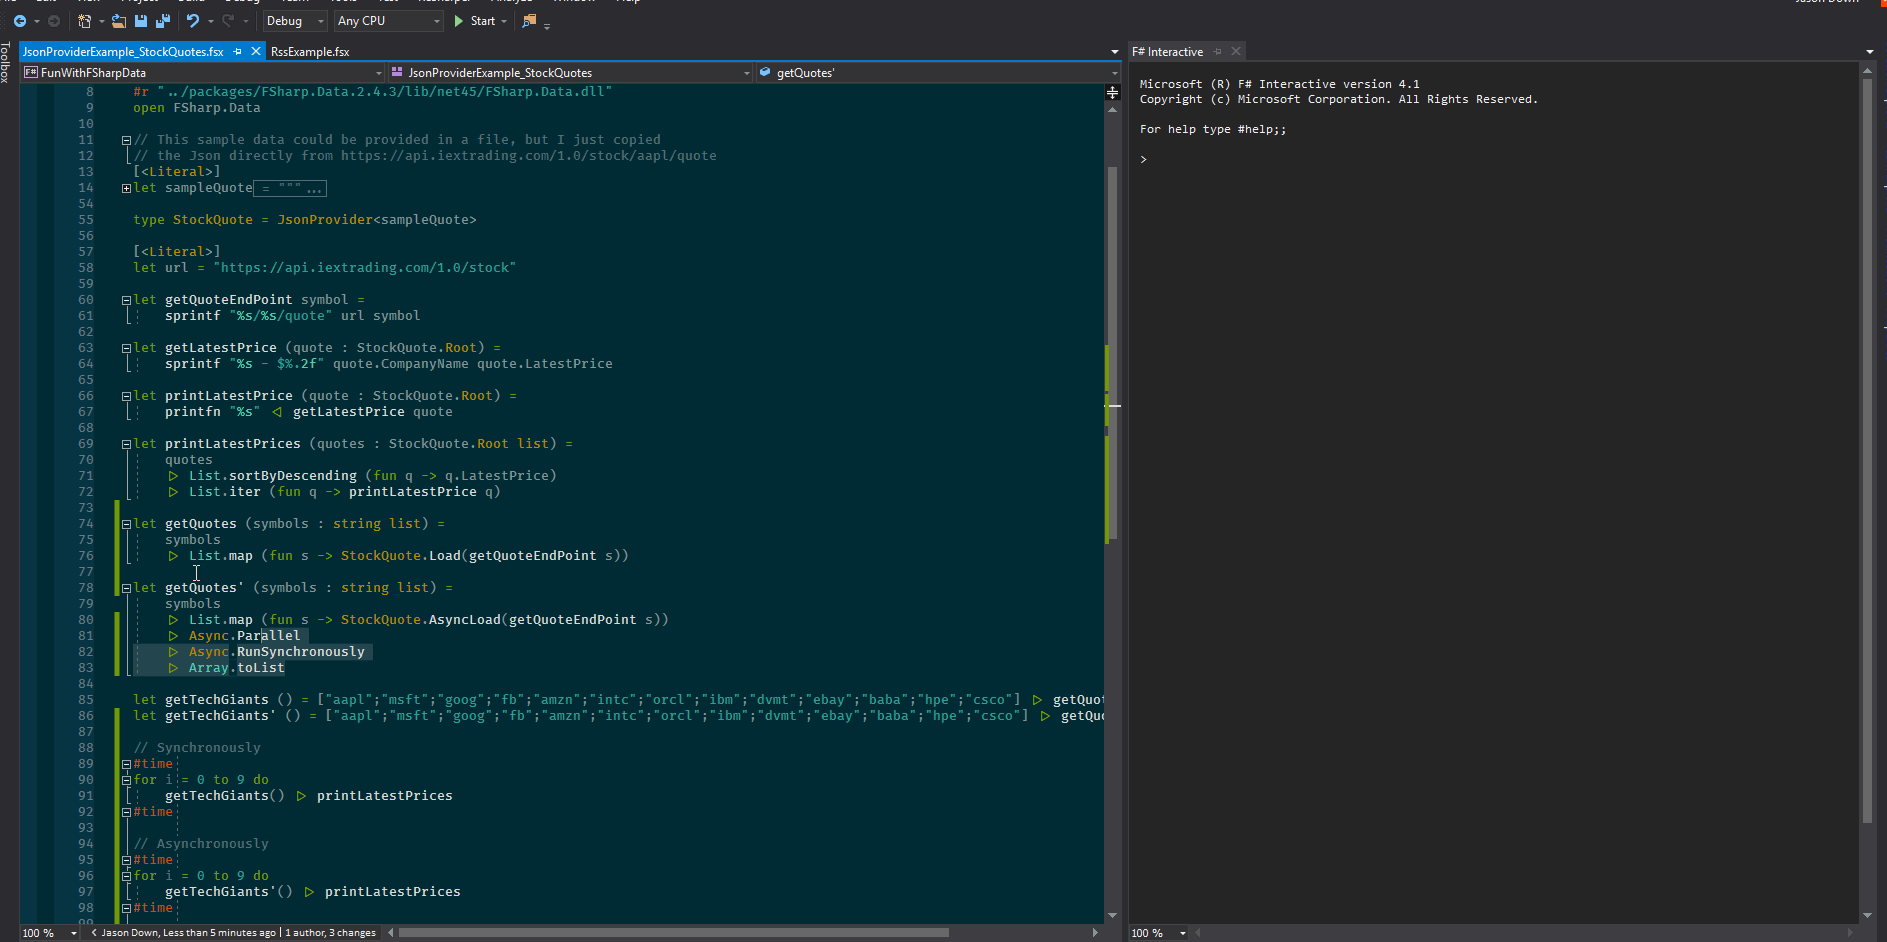 Jason Down
Debug
Any CPU
Start
Toolbox
JsonProviderExample_StockQuotes.fsx
RssExample.fsx
FunWithFSharpData
JsonProviderExample_StockQuotes
getQuotes'
8 #r "../packages/FSharp.Data.2.4.3/lib/net45/FSharp.Data.dll"
9 open FSharp.Data
10
11 // This sample data could be provided in a file, but I just copied
12 // the Json directly from https://api.iextrading.com/1.0/stock/aapl/quote
13 [<Literal>]
14 let sampleQuote = """...
54
55 type StockQuote = JsonProvider<sampleQuote>
56
57 [<Literal>]
58 let url = "https://api.iextrading.com/1.0/stock"
59
60 let getQuoteEndPoint symbol =
61 sprintf "%s/%s/quote" url symbol
62
63 let getLatestPrice (quote : StockQuote.Root) =
64 sprintf "%s - $%.2f" quote.CompanyName quote.LatestPrice
65
66 let printLatestPrice (quote : StockQuote.Root) =
67 printfn "%s" ◁ getLatestPrice quote
68
69 let printLatestPrices (quotes : StockQuote.Root list) =
70 quotes
71 ▷ List.sortByDescending (fun q -> q.LatestPrice)
72 ▷ List.iter (fun q -> printLatestPrice q)
73
74 let getQuotes (symbols : string list) =
75 symbols
76 ▷ List.map (fun s -> StockQuote.Load(getQuoteEndPoint s))
77
78 let getQuotes' (symbols : string list) =
79 symbols
80 ▷ List.map (fun s -> StockQuote.AsyncLoad(getQuoteEndPoint s))
81 ▷ Async.Parallel
82 ▷ Async.RunSynchronously
83 ▷ Array.toList
84
85 let getTechGiants () = ["aapl";"msft";"goog";"fb";"amzn";"intc";"orcl";"ibm";"dvmt";"ebay";"baba";"hpe";"csco"] ▷ getQuot
86 let getTechGiants' () = ["aapl";"msft";"goog";"fb";"amzn";"intc";"orcl";"ibm";"dvmt";"ebay";"baba";"hpe";"csco"] ▷ getQuo
87
88 // Synchronously
89 #time
90 for i = 0 to 9 do
91 getTechGiants() ▷ printLatestPrices
92 #time
93
94 // Asynchronously
95 #time
96 for i = 0 to 9 do
97 getTechGiants'() ▷ printLatestPrices
98 #time
99
100 %
Jason Down, Less than 5 minutes ago | 1 author, 3 changes
F# Interactive
Microsoft (R) F# Interactive version 4.1
Copyright (c) Microsoft Corporation. All Rights Reserved.
For help type #help;;
>
100 %